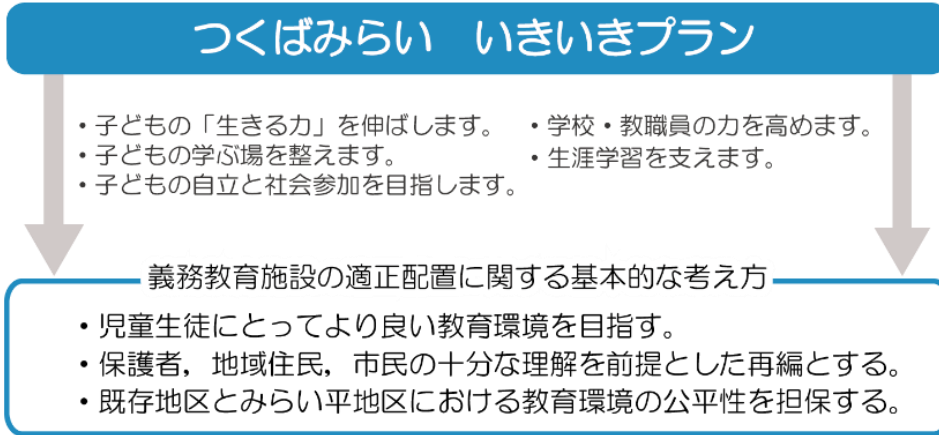 つくばみらい　いきいきプラン
・子どもの「生きる力」を伸ばします。
・子どもの学ぶ場を整えます。
・子どもの自立と社会参加を目指します。
・学校・教職員の力を高めます。
・生涯学習を支えます。
義務教育施設の適正配置に関する基本的な考え方
・児童生徒にとってより良い教育環境を目指す。
・保護者，地域住民，市民の十分な理解を前提とした再編とする。
・既存地区とみらい平地区における教育環境の公平性を担保する。